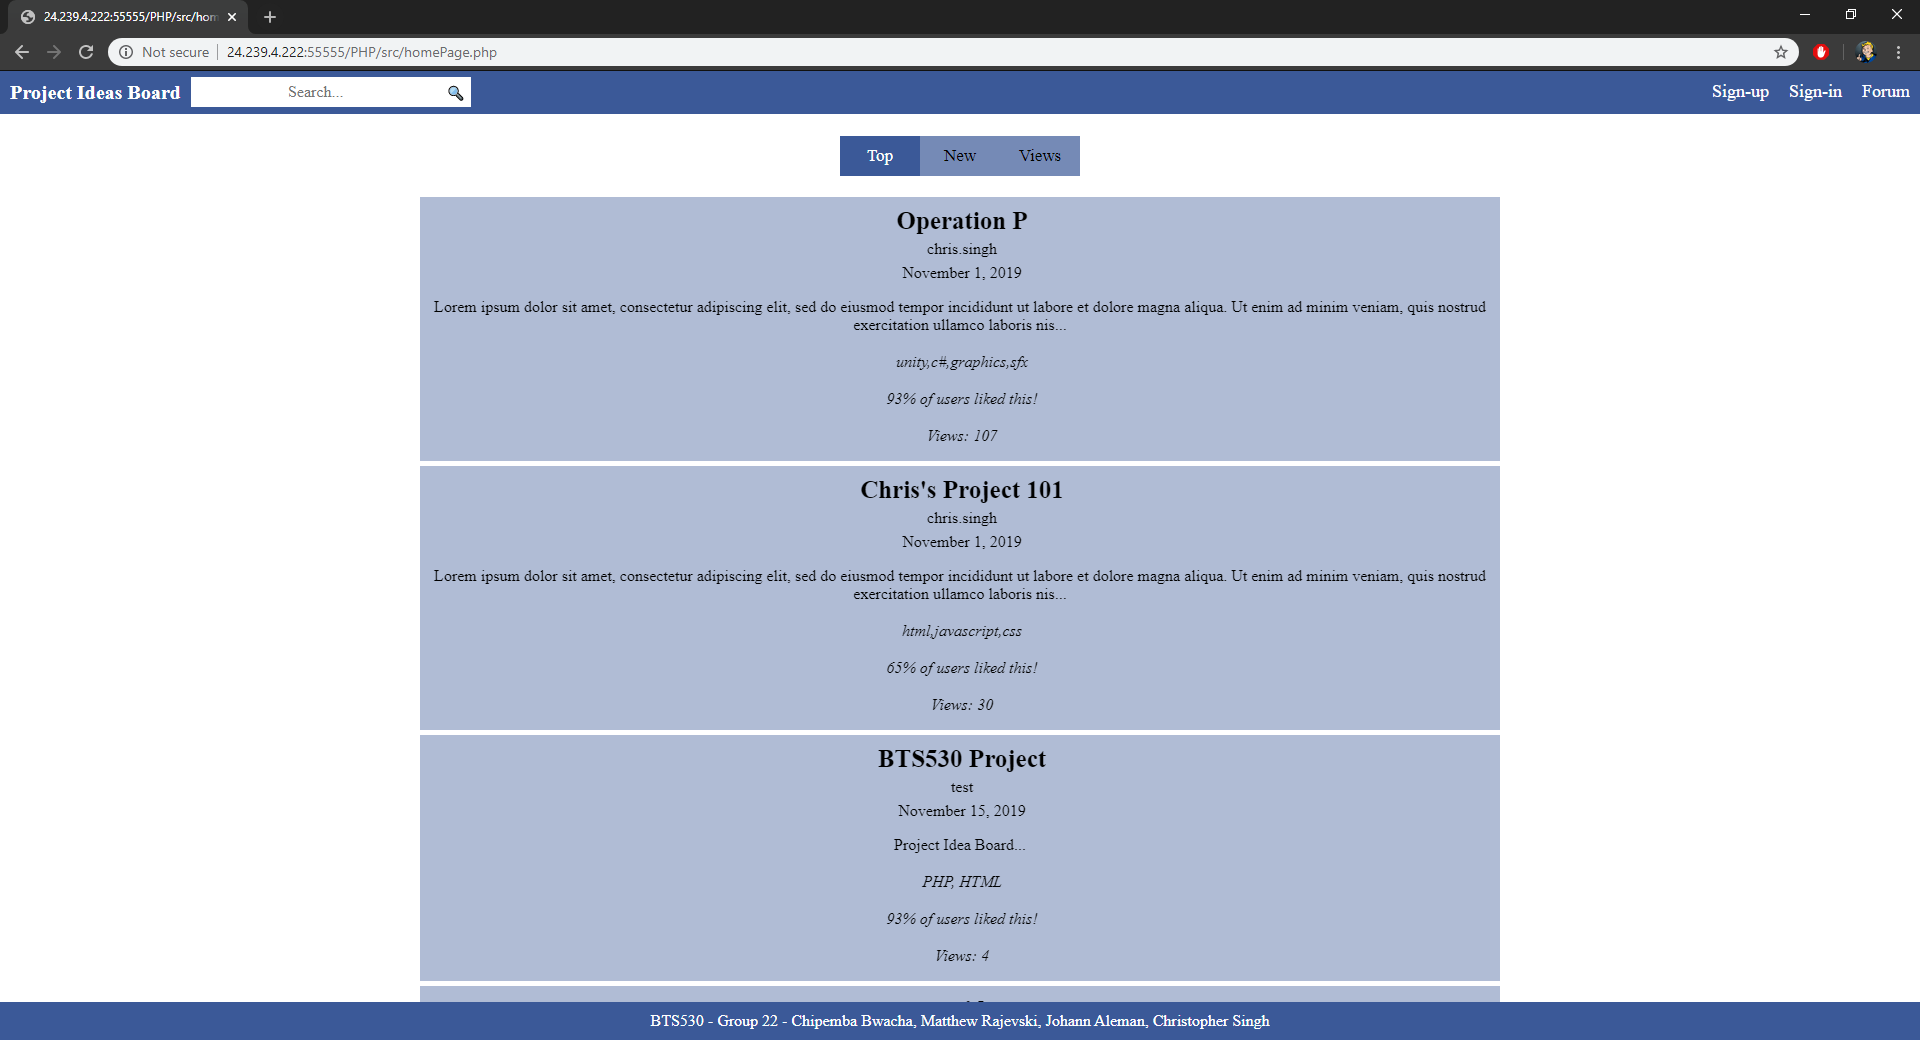 24.239.4.222:55555/PHP/src/hom
Not secure
24.239.4.222:55555/PHP/src/homePage.php
Project Ideas Board
Search...
Sign-up
Sign-in
Forum
Top
New
Views
Operation P
chris.singh
November 1, 2019
Lorem ipsum dolor sit amet, consectetur adipiscing elit, sed do eiusmod tempor incididunt ut labore et dolore magna aliqua. Ut enim ad minim veniam, quis nostrud
exercitation ullamco laboris nis...
unity,c#,graphics,sfx
93% of users liked this!
Views: 107
Chris's Project 101
chris.singh
November 1, 2019
Lorem ipsum dolor sit amet, consectetur adipiscing elit, sed do eiusmod tempor incididunt ut labore et dolore magna aliqua. Ut enim ad minim veniam, quis nostrud
exercitation ullamco laboris nis...
html,javascript,css
65% of users liked this!
Views: 30
BTS530 Project
test
November 15, 2019
Project Idea Board...
PHP, HTML
93% of users liked this!
Views: 4
BTS530 - Group 22 - Chipemba Bwacha, Matthew Rajevski, Johann Aleman, Christopher Singh